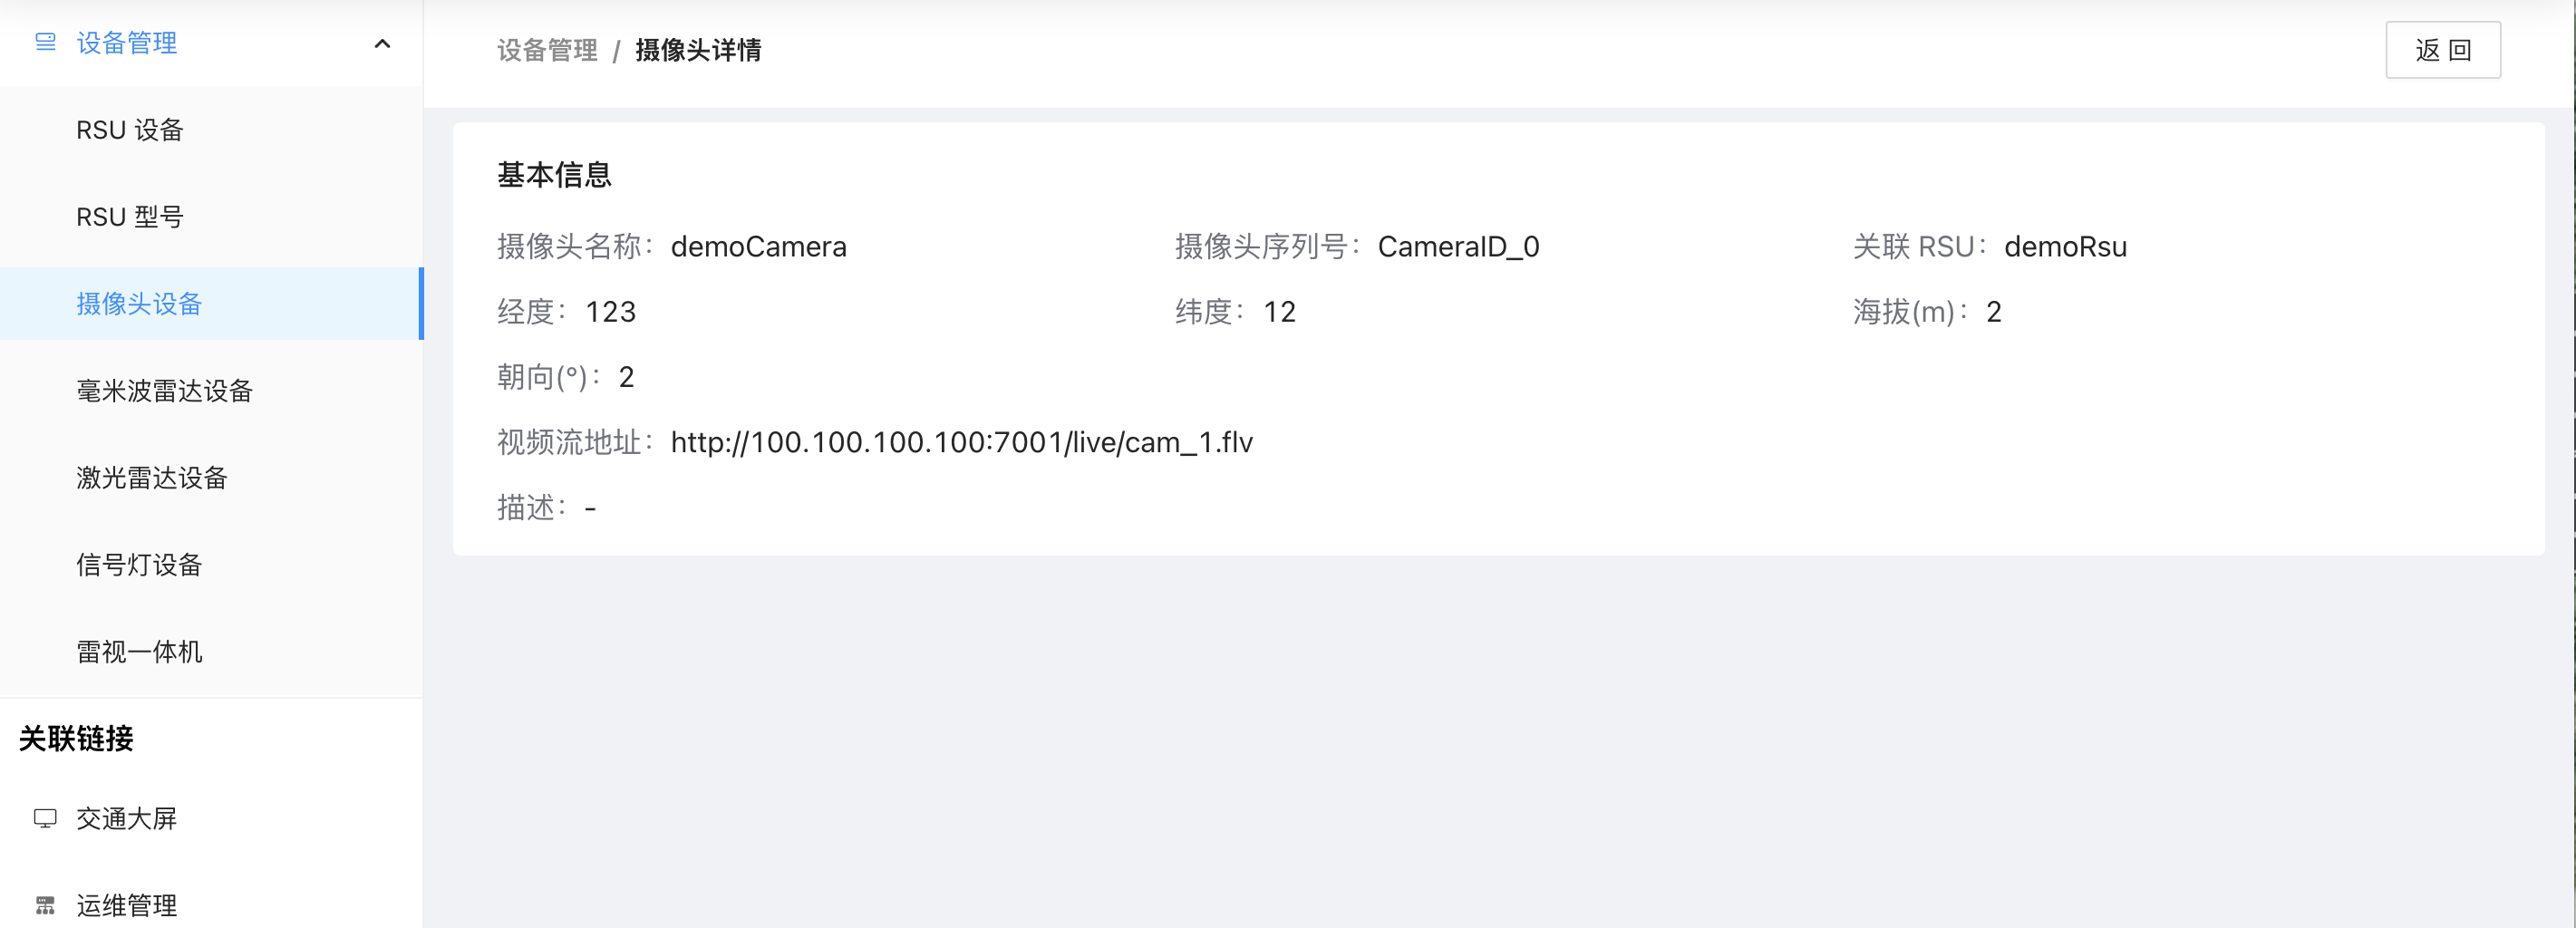 设备管理
RSU 设备
RSU 型号
摄像头设备
毫米波雷达设备
激光雷达设备
信号灯设备
雷视一体机
关联链接
交通大屏
运维管理
设备管理 / 摄像头详情
返 回
基本信息
摄像头名称： demoCamera 摄像头序列号： CameraID_0 关联 RSU： demoRsu
经度： 123 纬度： 12 海拔(m)： 2
朝向(°)： 2
视频流地址： http://100.100.100.100:7001/live/cam_1.flv
描述： -